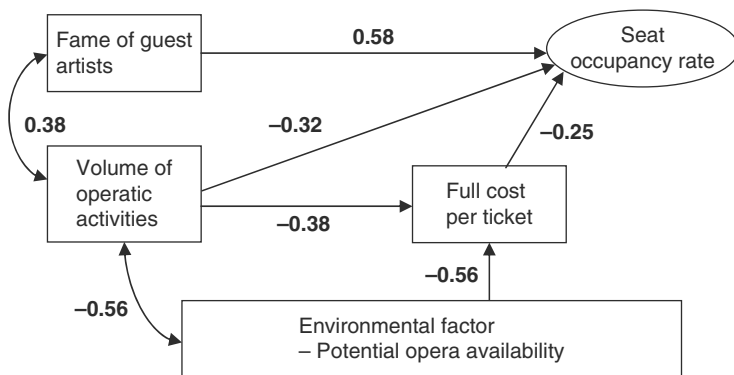 Fame of guest
artists
0.58
Seat
occupancy rate
0.38
–0.32
–0.25
Volume of
operatic
activities
Full cost
per ticket
–0.38
–0.56
–0.56
Environmental factor
– Potential opera availability